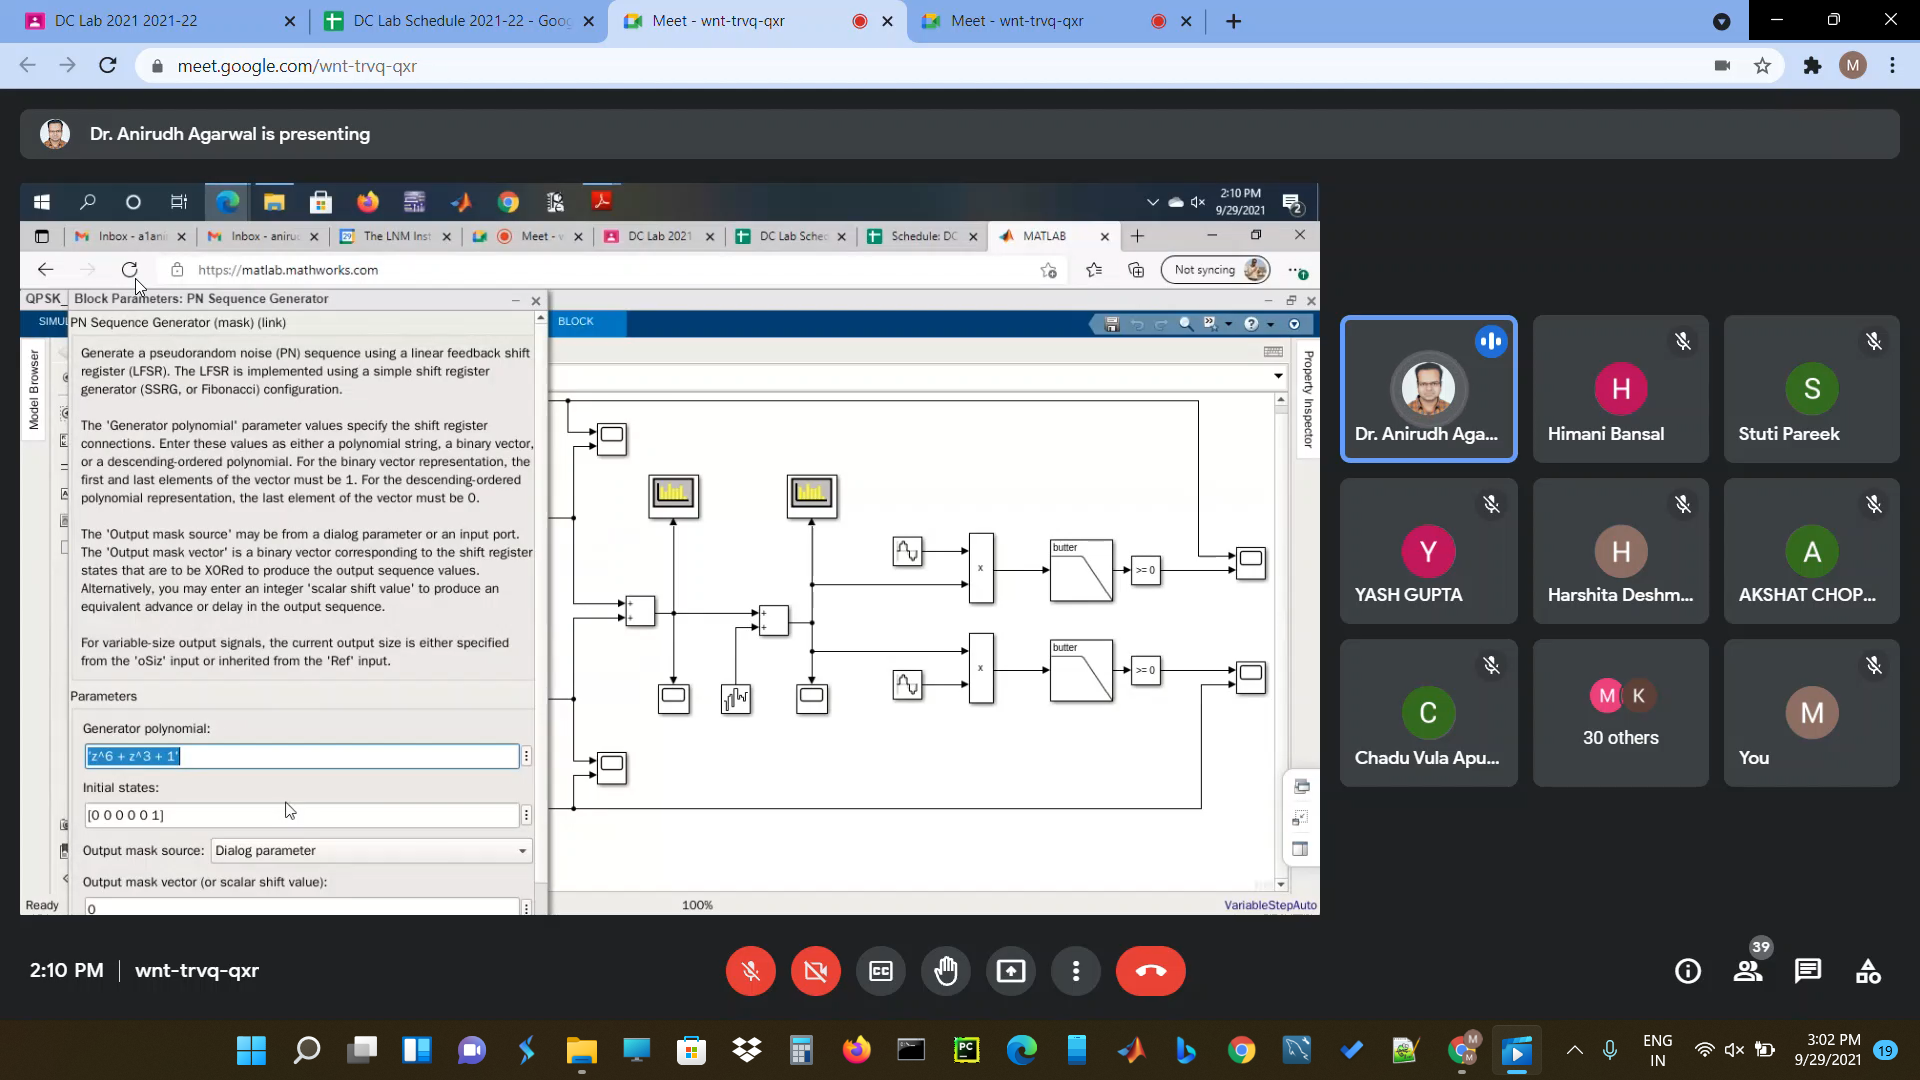 DC Lab 2021 2021-22
DC Lab Schedule 2021-22 - Goog
Meet - wnt-trvq-qxr
Meet - wnt-trvq-qxr
meet.google.com/wnt-trvq-qxr
M
Dr. Anirudh Agarwal is presenting
2:10 PM
9/29/2021
2
Inbox - a1ani
Inbox - aniruc
29
The LNM Inst
Meet - w
DC Lab 2021
DC Lab Sched
Schedule: DC
MATLAB
https://matlab.mathworks.com
Not syncing
QPSK_
Block Parameters: PN Sequence Generator
SIMUL
BLOCK
PN Sequence Generator (mask) (link)
Generate a pseudorandom noise (PN) sequence using a linear feedback shift
register (LFSR). The LFSR is implemented using a simple shift register
generator (SSRG, or Fibonacci) configuration.
The 'Generator polynomial' parameter values specify the shift register
connections. Enter these values as either a polynomial string, a binary vector,
or a descending-ordered polynomial. For the binary vector representation, the
first and last elements of the vector must be 1. For the descending-ordered
polynomial representation, the last element of the vector must be 0.
The 'Output mask source' may be from a dialog parameter or an input port.
The 'Output mask vector' is a binary vector corresponding to the shift register
states that are to be XORed to produce the output sequence values.
Alternatively, you may enter an integer 'scalar shift value' to produce an
equivalent advance or delay in the output sequence.
For variable-size output signals, the current output size is either specified
from the 'oSiz' input or inherited from the 'Ref' input.
Parameters
Generator polynomial:
'z^6 + z^3 + 1'
Initial states:
[0 0 0 0 0 1]
Output mask source: Dialog parameter
Output mask vector (or scalar shift value):
0
Model Browser
Property Inspector
butter
x
>= 0
butter
x
>= 0
Ready
100%
VariableStepAuto
Dr. Anirudh Aga...
H
Himani Bansal
S
Stuti Pareek
Y
YASH GUPTA
H
Harshita Deshm...
A
AKSHAT CHOP...
C
Chadu Vula Apu...
M K
30 others
M
You
2:10 PM | wnt-trvq-qxr
CC
39
PC
M
M
ENG
IN
3:02 PM
9/29/2021
19